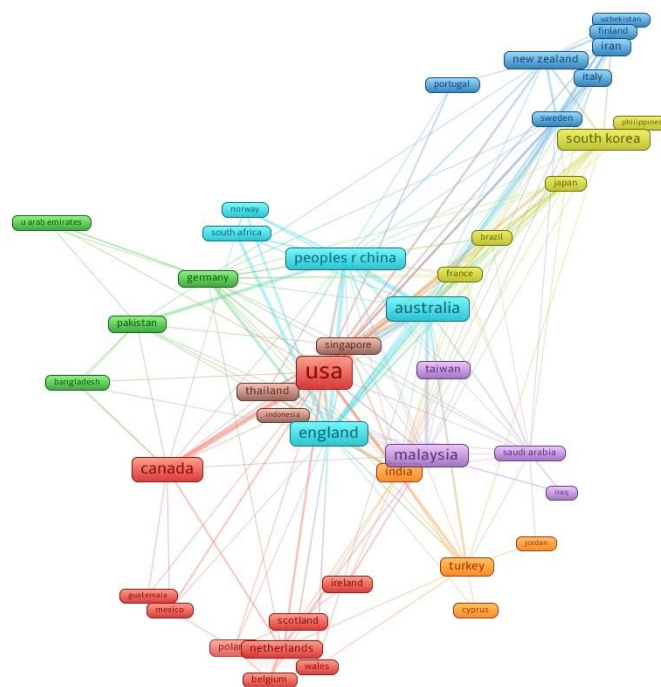 uzbekistan
finland
iran
new zealand
italy
portugal
sweden
philippines
south korea
japan
norway
u arab emirates
south africa
brazil
peoples r china
germany
france
australia
pakistan
singapore
usa
taiwan
bangladesh
thailand
indonesia
england
malaysia
saudi arabia
canada
india
iraq
jordan
turkey
ireland
guatemala
mexico
cyprus
scotland
netherlands
wales
belgium